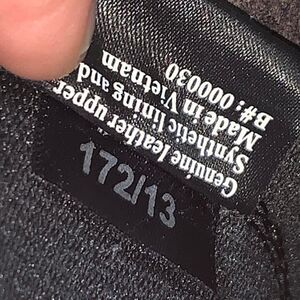 Genuine leather upper
Synthetic lining and
Made in Vietnam
B#: 000030
172/13